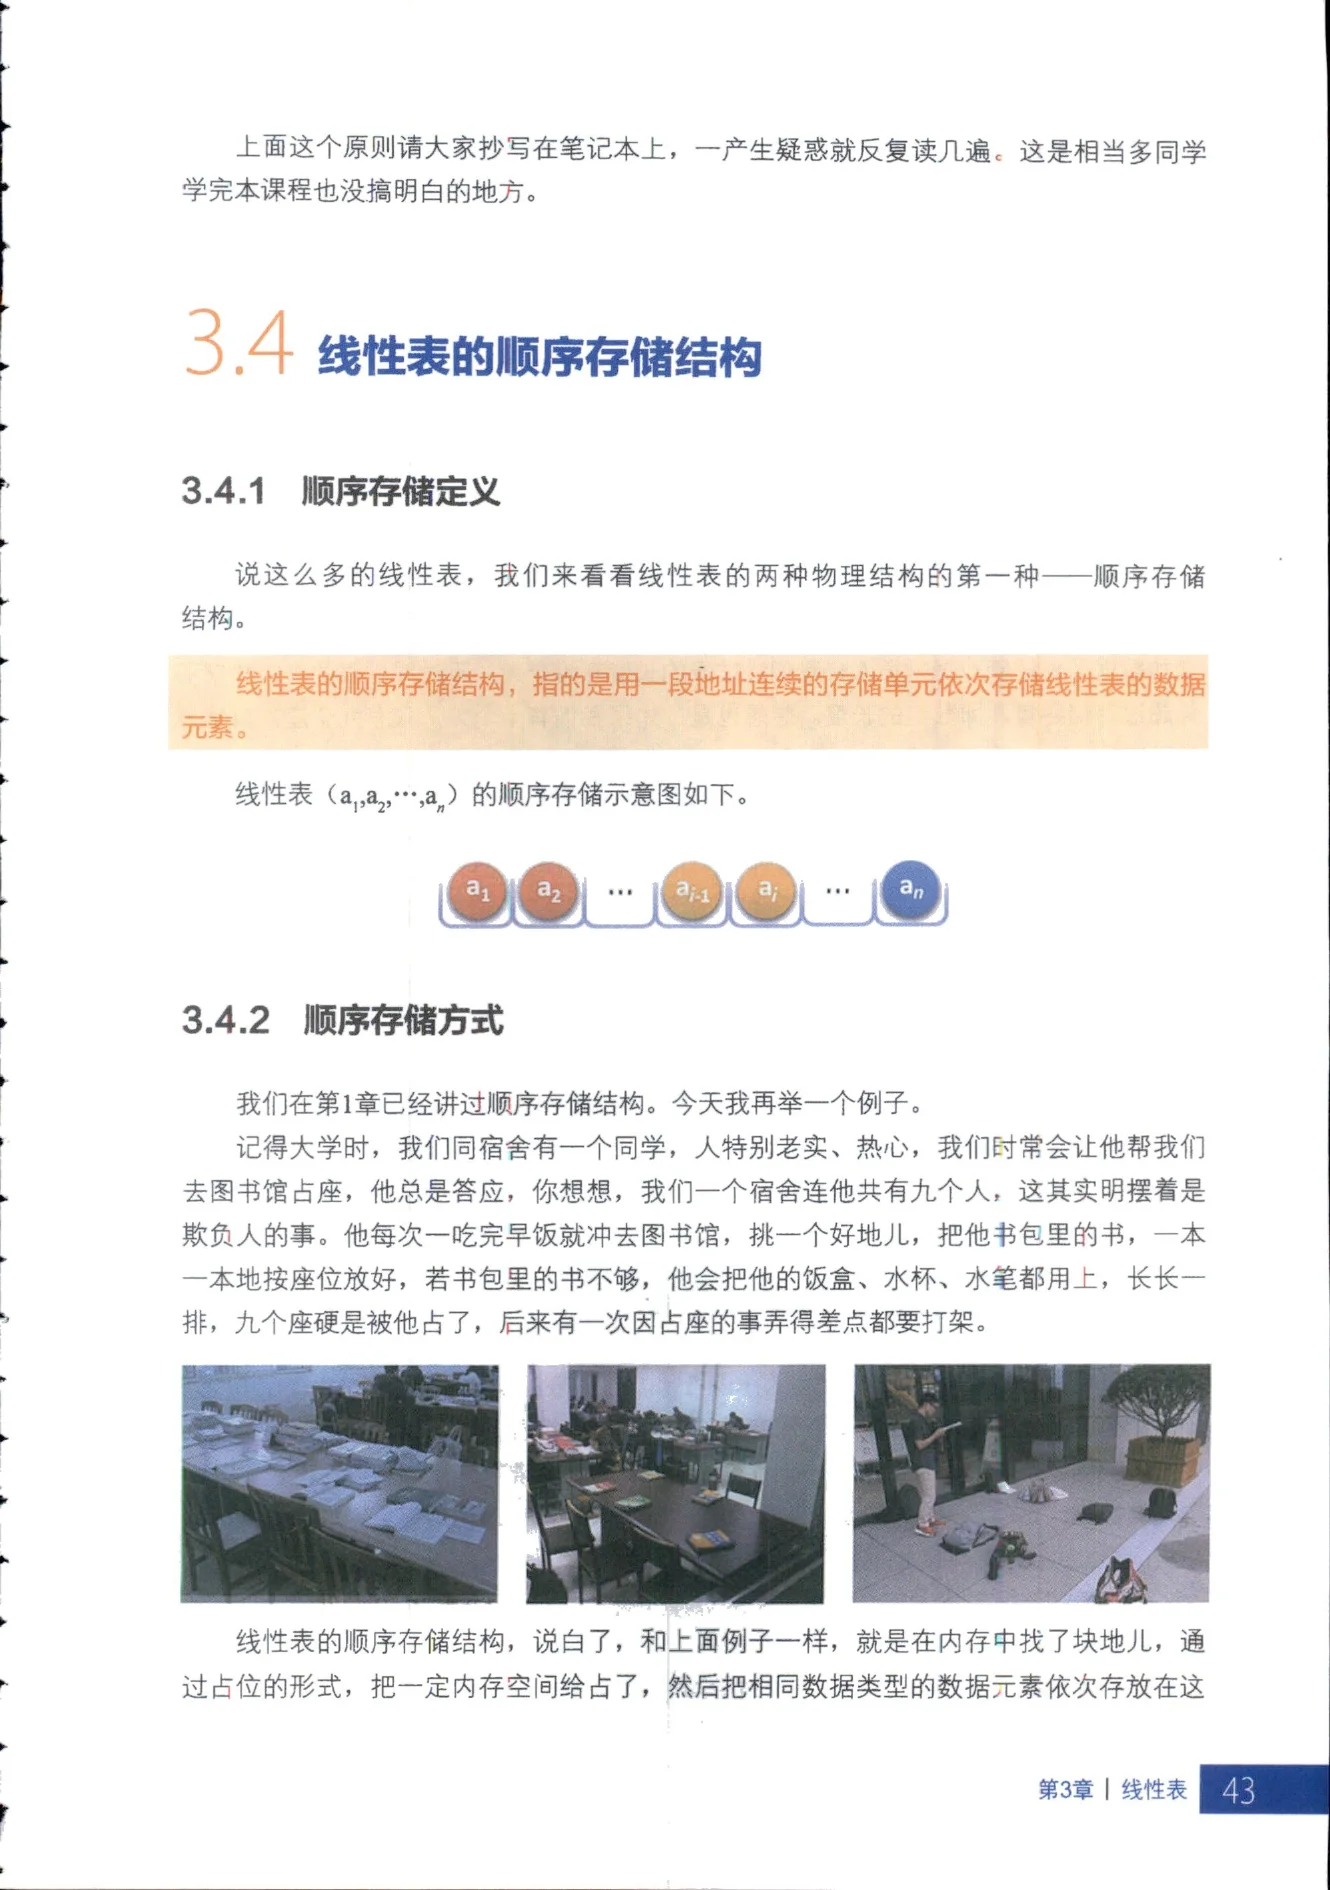 上面这个原则请大家抄写在笔记本上，一产生疑惑就反复读几遍。这是相当多同学
学完本课程也没搞明白的地方。
3.4 线性表的顺序存储结构
3.4.1 顺序存储定义
说这么多的线性表，我们来看看线性表的两种物理结构的第一种——顺序存储
结构。
线性表的顺序存储结构，指的是用一段地址连续的存储单元依次存储线性表的数据
元素。
线性表（a₁,a₂,…,aₙ）的顺序存储示意图如下。
a₁ a₂ … aᵢ₋₁ aᵢ … aₙ
3.4.2 顺序存储方式
我们在第1章已经讲过顺序存储结构。今天我再举一个例子。
记得大学时，我们同宿舍有一个同学，人特别老实、热心，我们时常会让他帮我们
去图书馆占座，他总是答应，你想想，我们一个宿舍连他共有九个人，这其实明摆着是
欺负人的事。他每次一吃完早饭就冲去图书馆，挑一个好地儿，把他书包里的书，一本
一本地按座位放好，若书包里的书不够，他会把他的饭盒、水杯、水笔都用上，长长一
排，九个座硬是被他占了，后来有一次因占座的事弄得差点都要打架。
线性表的顺序存储结构，说白了，和上面例子一样，就是在内存中找了块地儿，通
过占位的形式，把一定内存空间给占了，然后把相同数据类型的数据元素依次存放在这
第3章 | 线性表 43